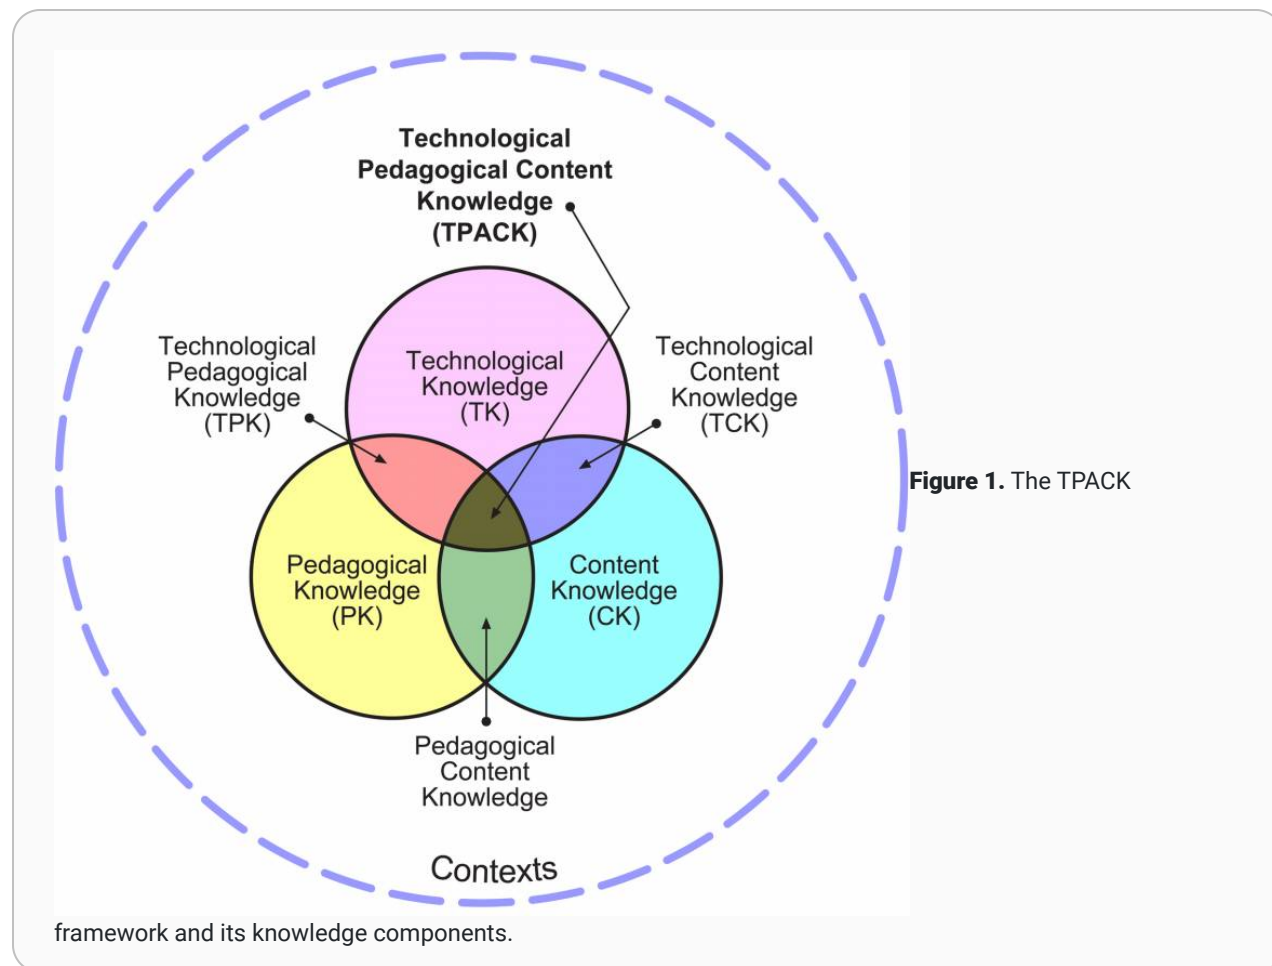 Technological
Pedagogical Content
Knowledge
(TPACK)
Technological
Pedagogical
Knowledge
(TPK)
Technological
Knowledge
(TK)
Technological
Content
Knowledge
(TCK)
Pedagogical
Knowledge
(PK)
Content
Knowledge
(CK)
Pedagogical
Content
Knowledge
Contexts
Figure 1. The TPACK
framework and its knowledge components.